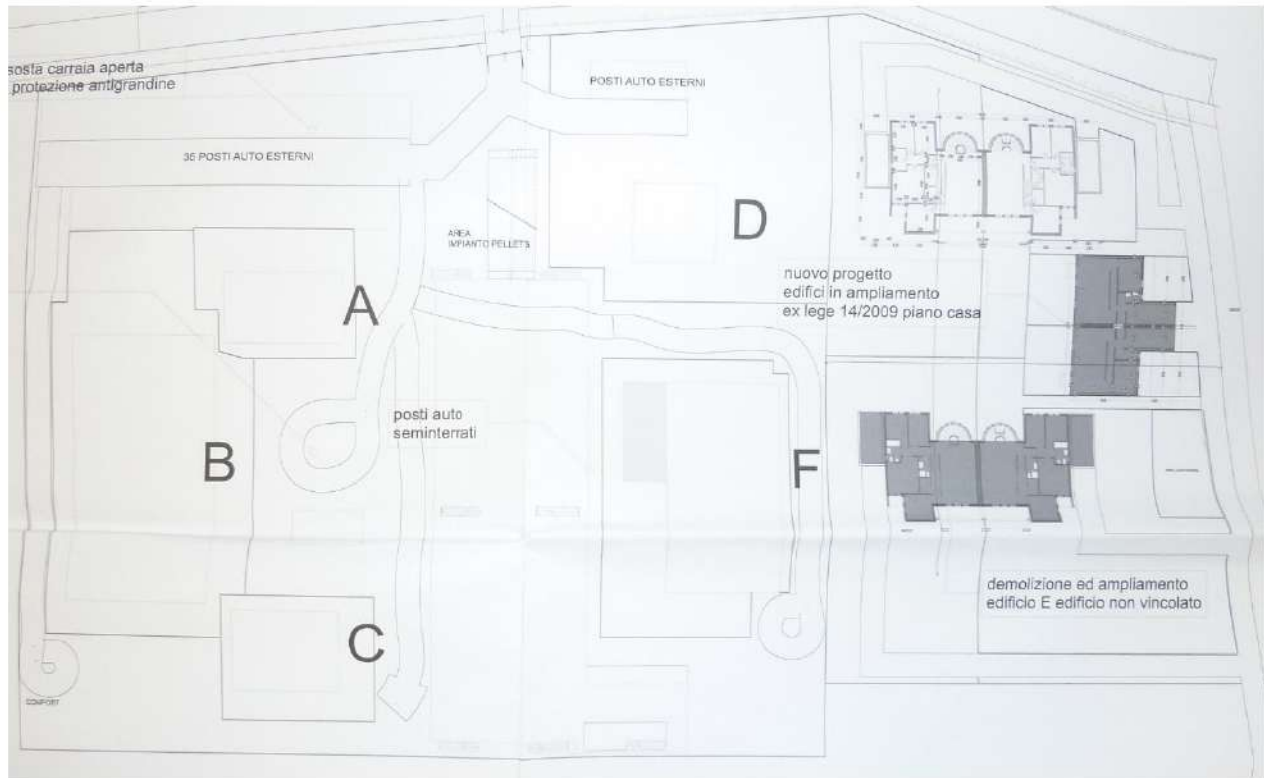 sosta carraia aperta
protezione antigrandine
POSTI AUTO ESTERNI
35 POSTI AUTO ESTERNI
AREA
IMPIANTO PELLETS
D
A
nuovo progetto
edifici in ampliamento
ex lege 14/2009 piano casa
posti auto
seminterrati
B
F
demolizione ed ampliamento
edificio E edificio non vincolato
C
COMFORT